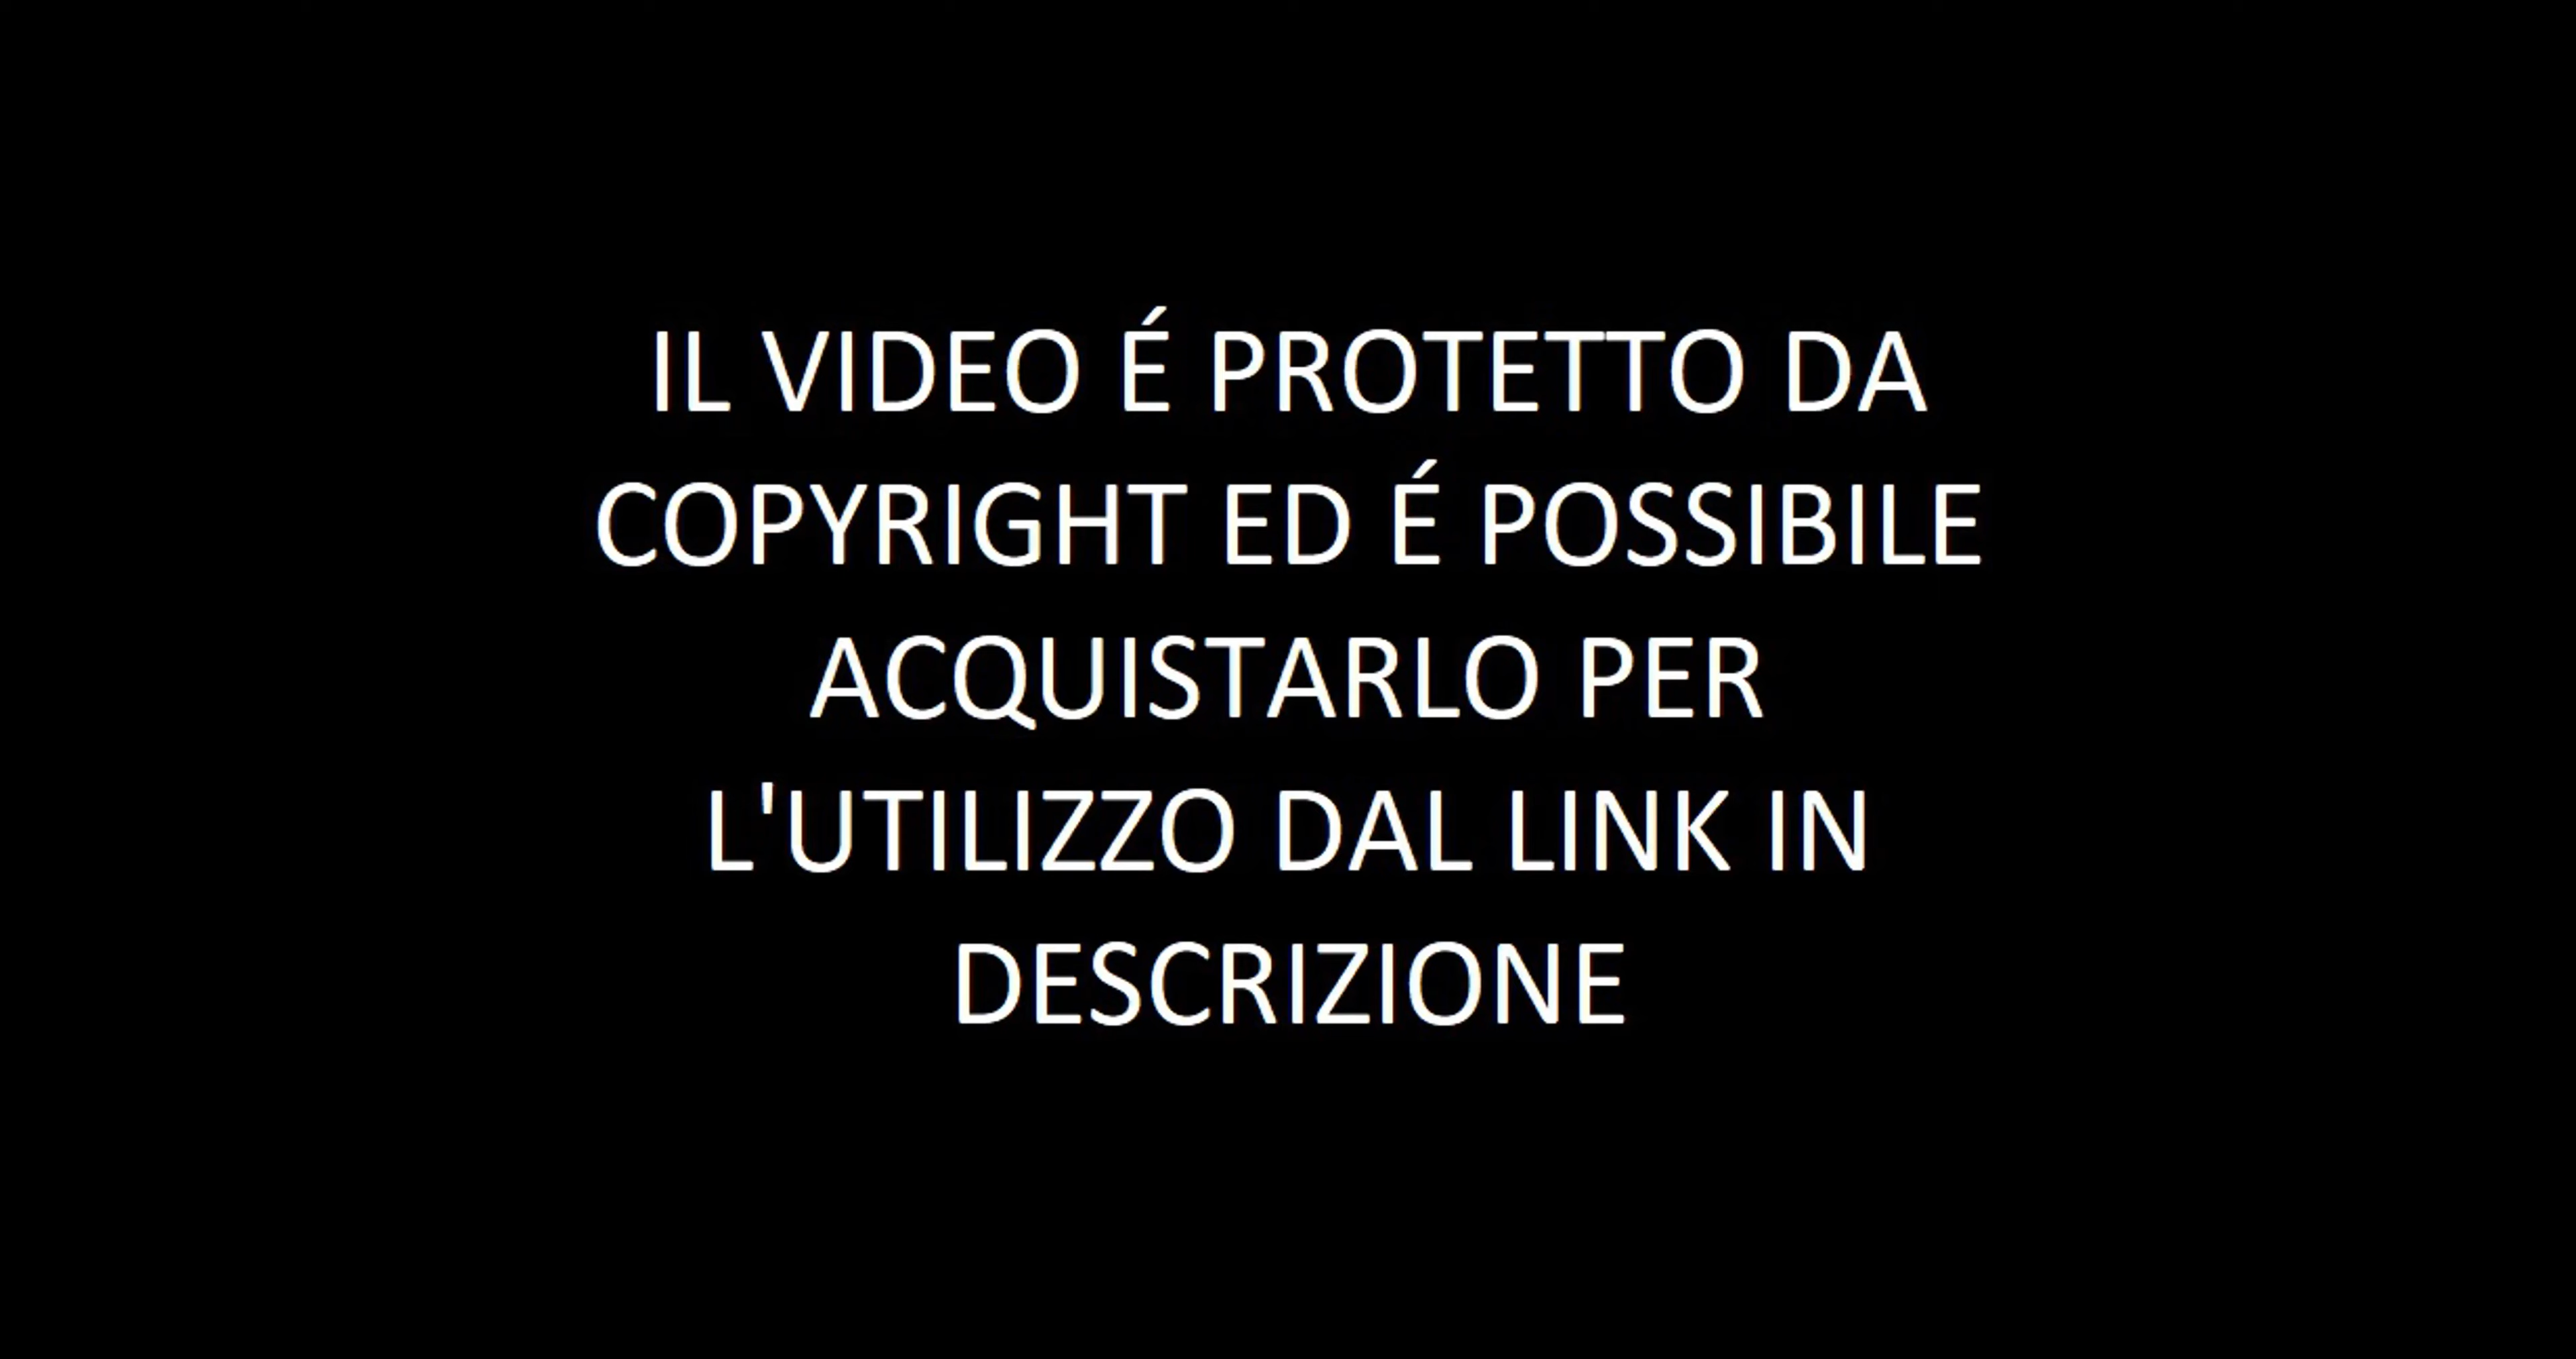 IL VIDEO É PROTETTO DA
COPYRIGHT ED É POSSIBILE
ACQUISTARLO PER
L'UTILIZZO DAL LINK IN
DESCRIZIONE